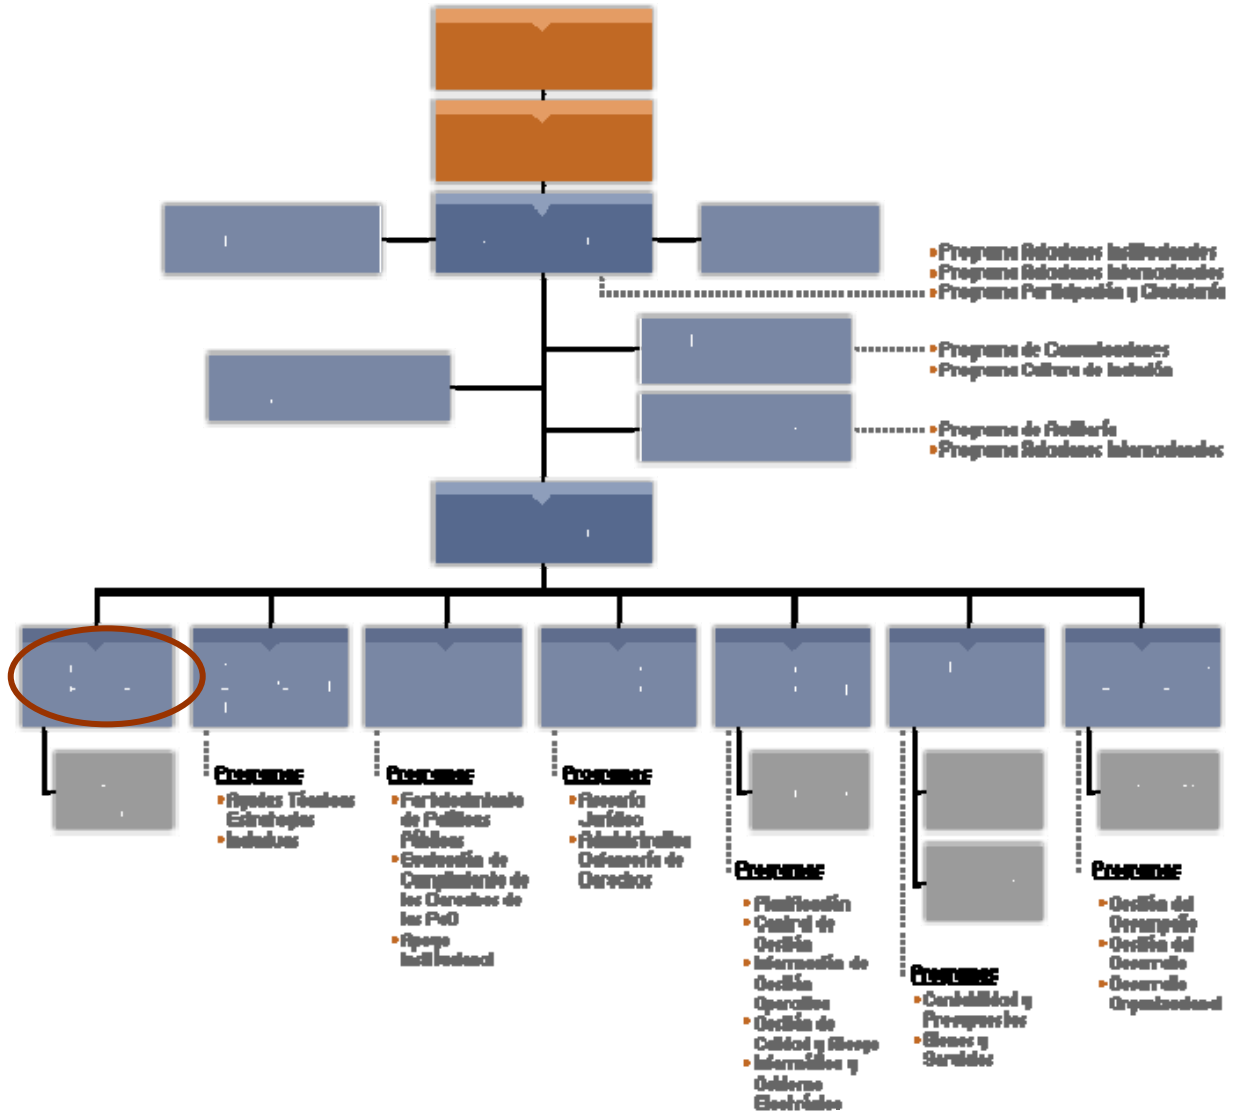 Programa Relaciones Institucionales
Programa Relaciones Internacionales
Programa Participación y Ciudadanía
Programa de Comunicaciones
Programa Cultura de Inclusión
Programa de Auditoría
Programa Relaciones Internacionales
Programas
Ayudas Técnicas
Estrategias
Inclusivas
Programas
Fortalecimiento
de Políticas
Públicas
Evaluación de
Cumplimiento de
los Derechos de
las PsD
Apoyo
Institucional
Programas
Asesoría
Jurídica
Administrativa
Defensoría de
Derechos
Programas
Planificación
Control de
Gestión
Información de
Gestión
Operativa
Gestión de
Calidad y Riesgo
Informática y
Gobierno
Electrónico
Programas
Contabilidad y
Presupuestos
Bienes y
Servicios
Programas
Gestión del
Desempeño
Gestión del
Desarrollo
Desarrollo
Organizacional